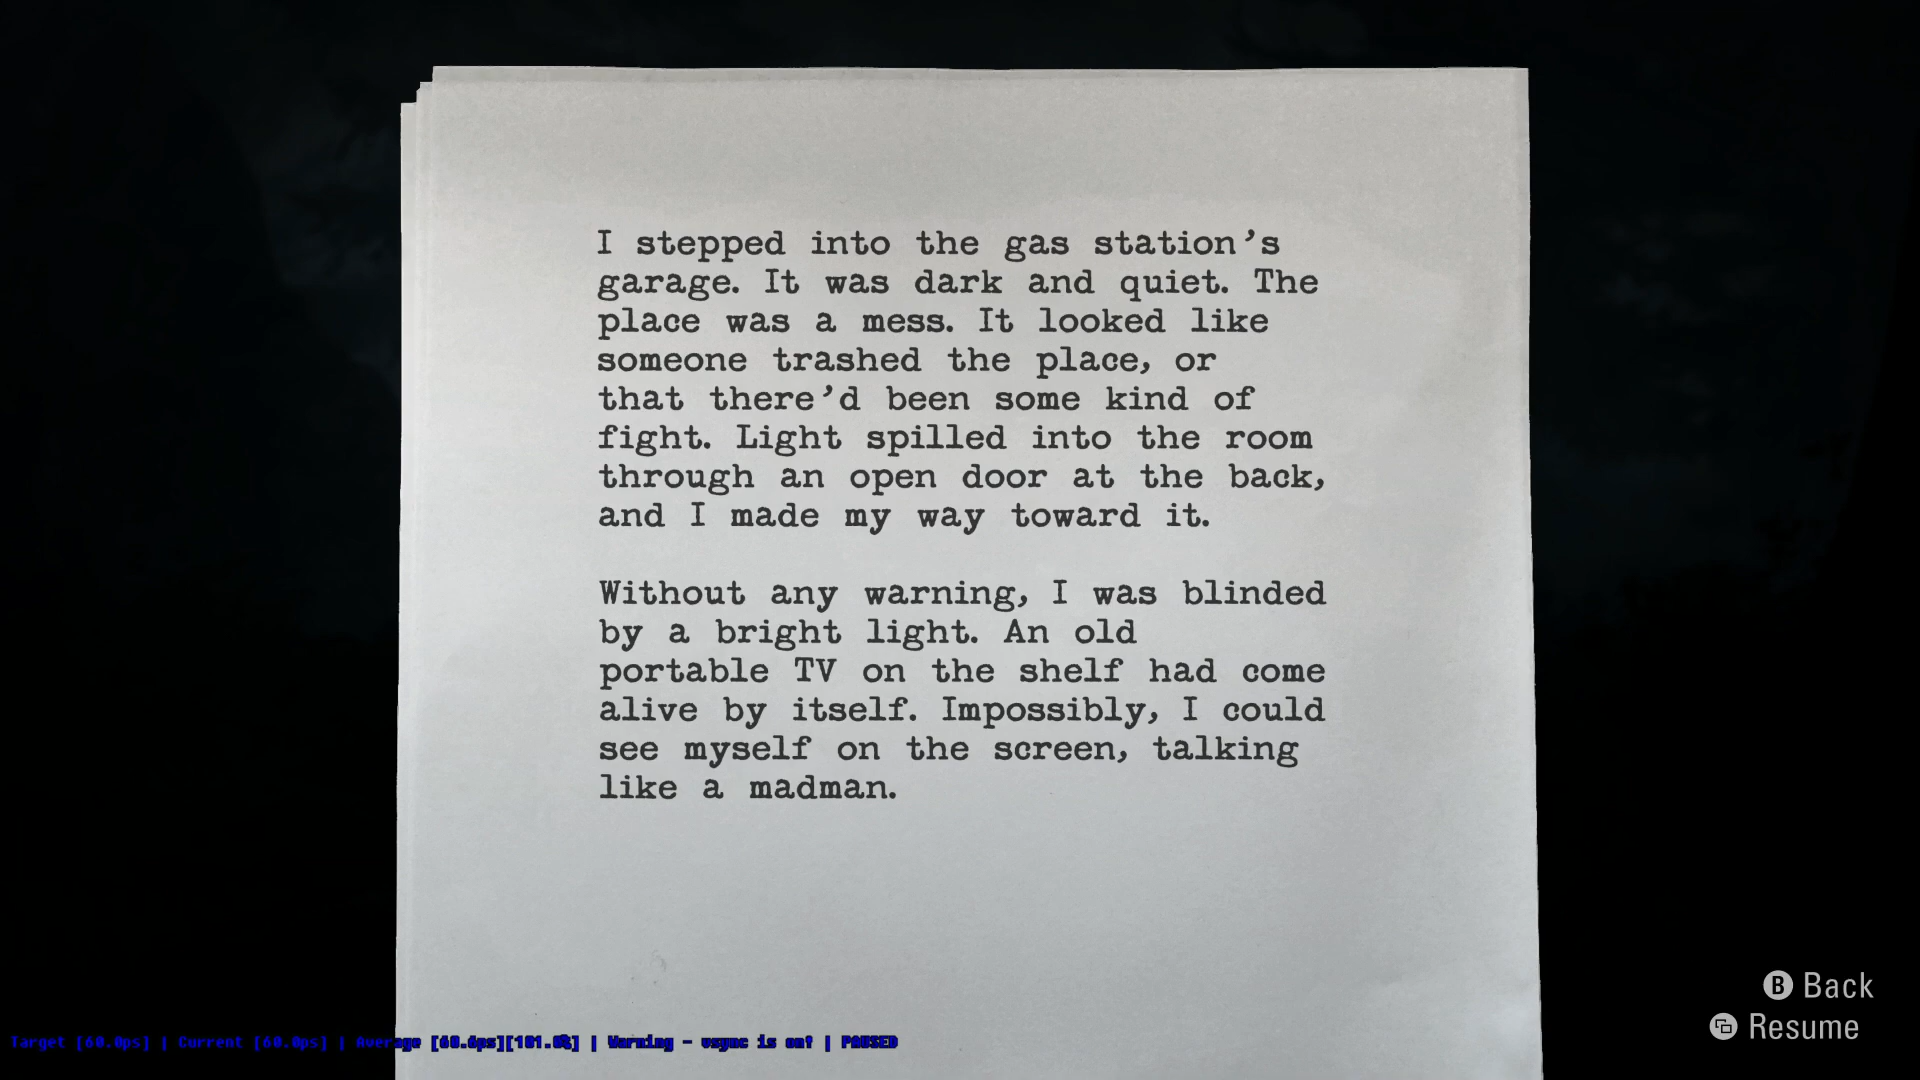 I stepped into the gas station’s
garage. It was dark and quiet. The
place was a mess. It looked like
someone trashed the place, or
that there’d been some kind of
fight. Light spilled into the room
through an open door at the back,
and I made my way toward it.
Without any warning, I was blinded
by a bright light. An old
portable TV on the shelf had come
alive by itself. Impossibly, I could
see myself on the screen, talking
like a madman.
B Back
Resume
Target [60.0ps] | Current [60.0ps] | Average [60.6ps] | Warning - vsync is on! | PAUSED